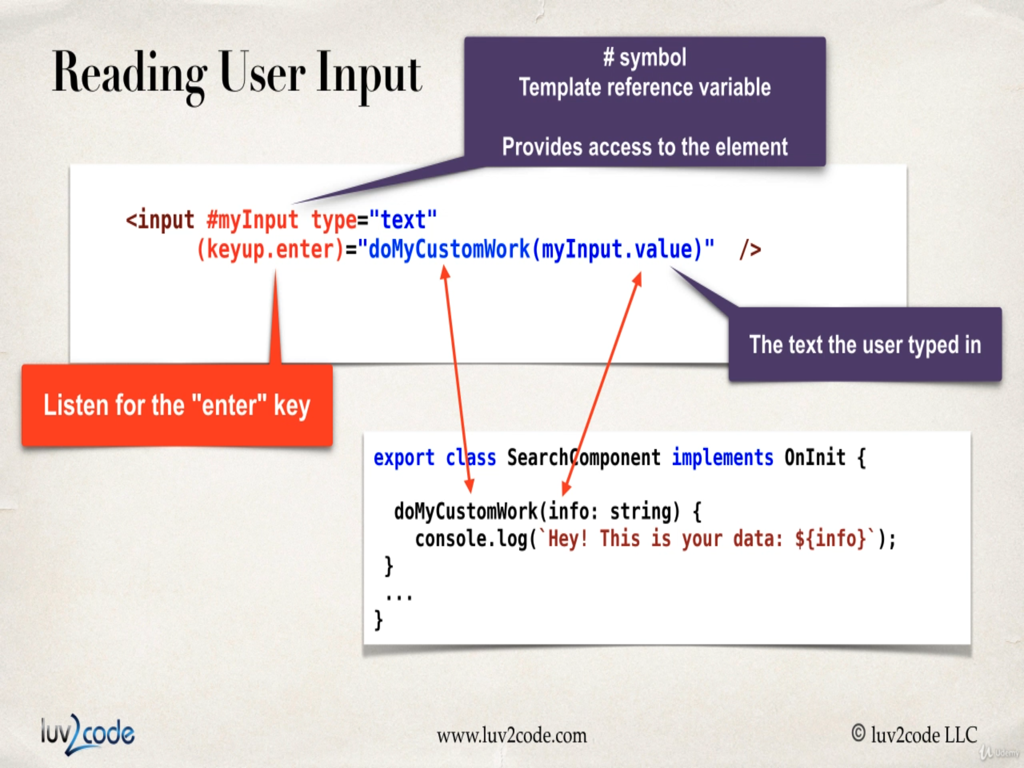 Reading User Input
# symbol
Template reference variable
Provides access to the element
<input #myInput type="text"
(keyup.enter)="doMyCustomWork(myInput.value)" />
The text the user typed in
Listen for the "enter" key
export class SearchComponent implements OnInit {
doMyCustomWork(info: string) {
console.log(`Hey! This is your data: ${info}`);
}
...
}
luv2code
www.luv2code.com
© luv2code LLC
Udemy